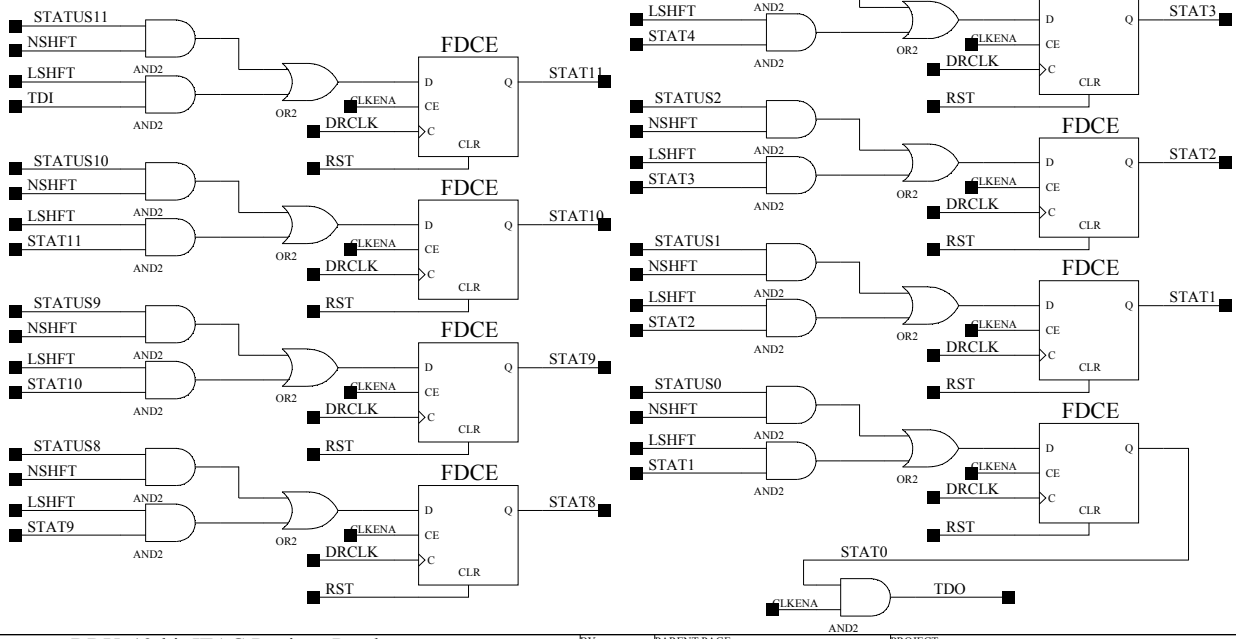 STATUS11
NSHFT
AND2
LSHFT
TDI
AND2
OR2
FDCE
D
Q
STAT11
CLKENA
CE
DRCLK
C
CLR
RST
STATUS10
NSHFT
AND2
LSHFT
STAT11
AND2
OR2
FDCE
D
Q
STAT10
CLKENA
CE
DRCLK
C
CLR
RST
STATUS9
NSHFT
AND2
LSHFT
STAT10
AND2
OR2
FDCE
D
Q
STAT9
CLKENA
CE
DRCLK
C
CLR
RST
STATUS8
NSHFT
AND2
LSHFT
STAT9
AND2
OR2
FDCE
D
Q
STAT8
CLKENA
CE
DRCLK
C
CLR
RST
AND2
LSHFT
STAT4
AND2
OR2
D
Q
STAT3
CLKENA
CE
DRCLK
C
CLR
RST
STATUS2
NSHFT
AND2
LSHFT
STAT3
AND2
OR2
FDCE
D
Q
STAT2
CLKENA
CE
DRCLK
C
CLR
RST
STATUS1
NSHFT
AND2
LSHFT
STAT2
AND2
OR2
FDCE
D
Q
STAT1
CLKENA
CE
DRCLK
C
CLR
RST
STATUS0
NSHFT
AND2
LSHFT
STAT1
AND2
OR2
FDCE
D
Q
CLKENA
CE
DRCLK
C
CLR
RST
STAT0
CLKENA
AND2
TDO